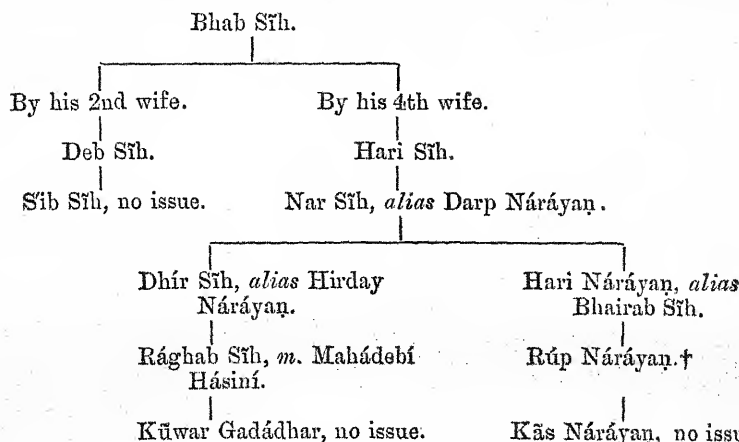 Bhab Sĩh.
By his 2nd wife. By his 4th wife.
Deb Sĩh. Hari Sĩh.
S'ib Sĩh, no issue. Nar Sĩh, alias Darp Náráyaṇ.
Dhír Sĩh, alias Hirday Hari Náráyaṇ, alias
Náráyaṇ. Bhairab Sĩh.
Rághab Sĩh, m. Mahádebí Rúp Náráyaṇ.†
Hásiní.
Kũwar Gadádhar, no issue. Kãs Náráyaṇ, no issu